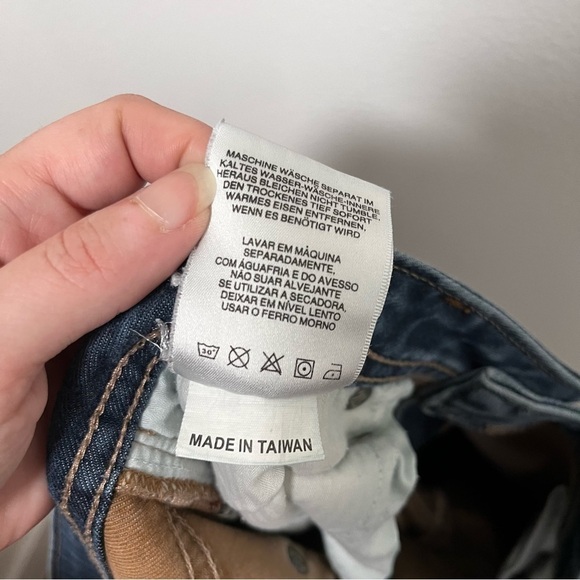 MASCHINE WÄSCHE SEPARAT IM
KALTES WASSER-WÄSCHE-INNERE
HERAUS BLEICHEN NICHT TUMBLE.
DEN TROCKENES TIEF SOFORT
WARMES EISEN ENTFERNEN.
WENN ES BENÖTIGT WIRD
LAVAR EM MÁQUINA
SEPARADAMENTE,
COM ÁGUAFRIA E DO AVESSO
NÃO SUAR ALVEJANTE
SE UTILIZAR A SECADORA,
DEIXAR EM NÍVEL LENTO
USAR O FERRO MORNO
30°
MADE IN TAIWAN